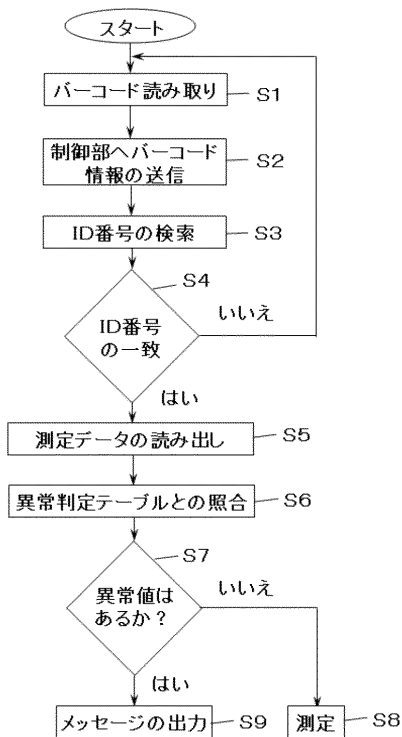 スタート
バーコード読み取り S1
制御部へバーコード
情報の送信 S2
ID番号の検索 S3
S4
ID番号
の一致
いいえ
はい
測定データの読み出し S5
異常判定テーブルとの照合 S6
S7
異常値は
あるか？
いいえ
はい
メッセージの出力 S9
測定 S8